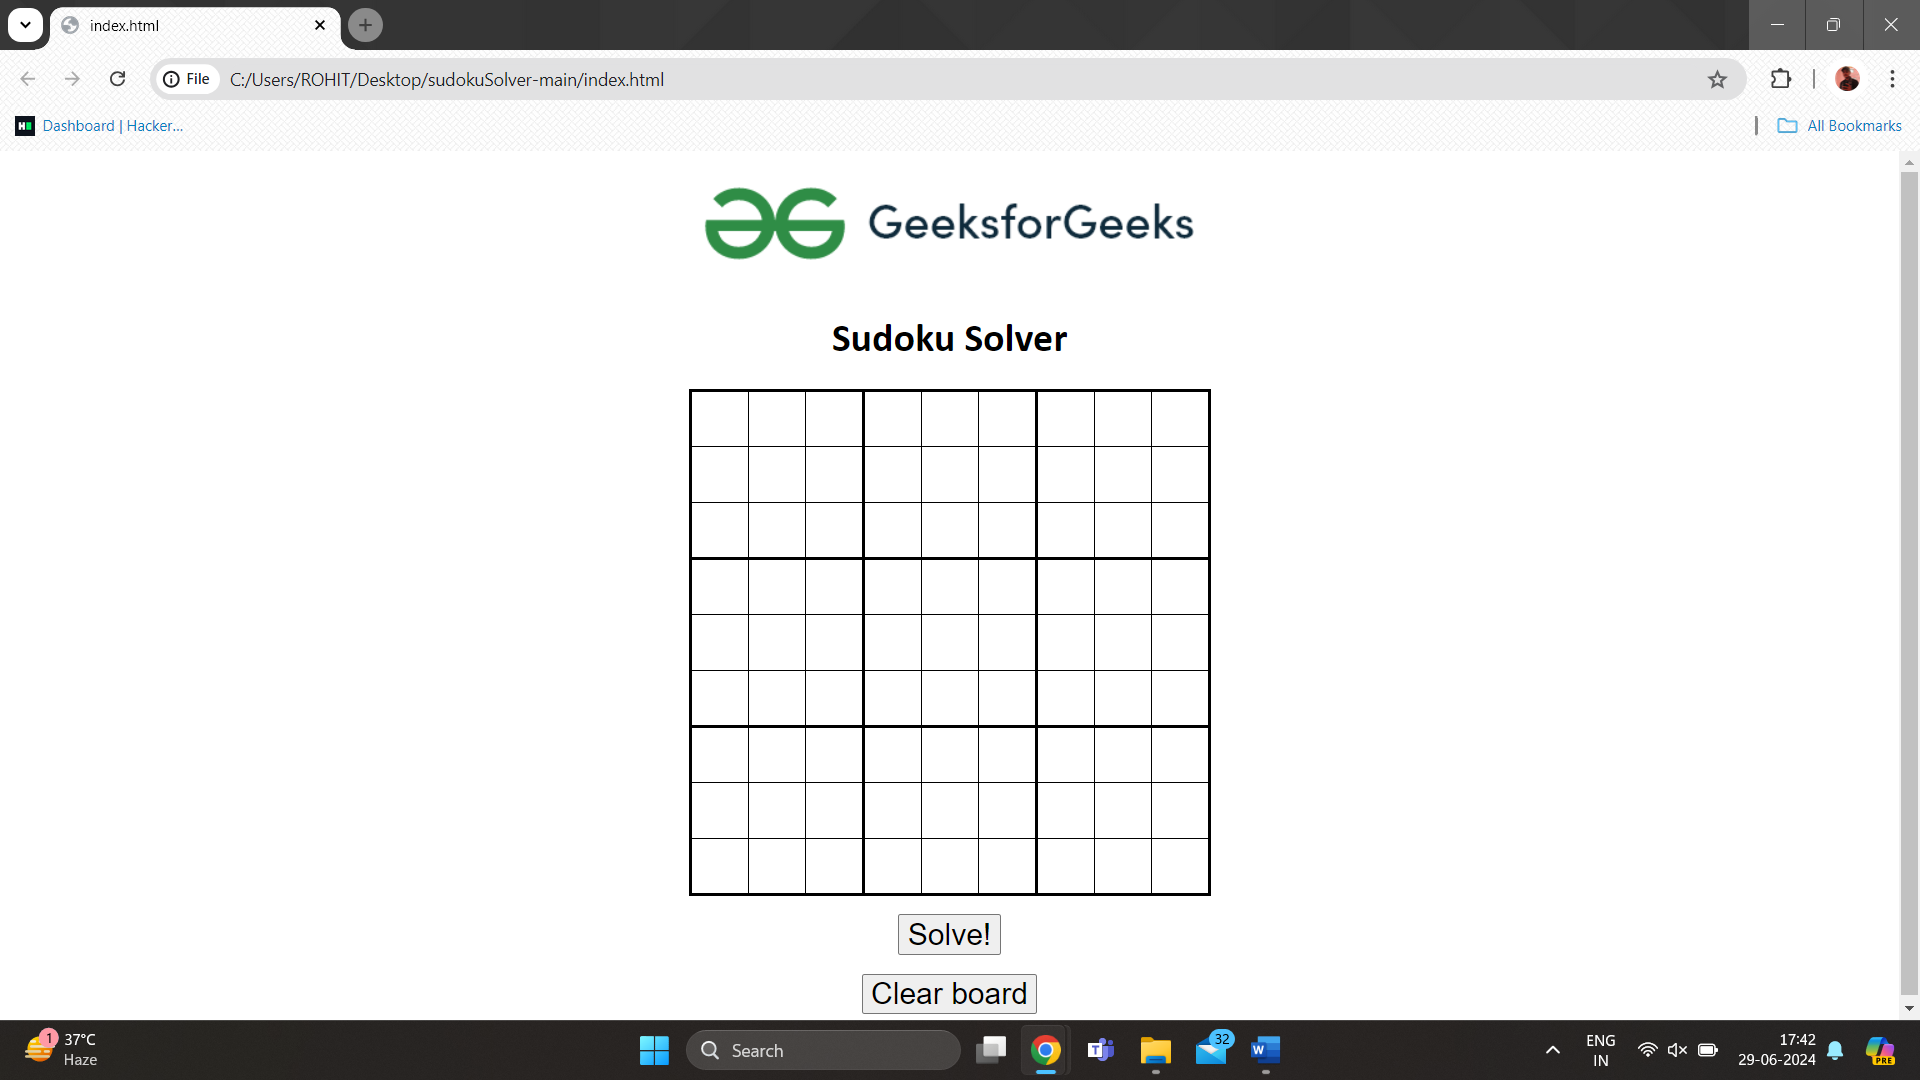 index.html
File C:/Users/ROHIT/Desktop/sudokuSolver-main/index.html
Dashboard | Hacker...
All Bookmarks
GeeksforGeeks
Sudoku Solver
Solve!
Clear board
1
37°C
Haze
Search
T
32
W
ENG
IN
17:42
29-06-2024
PRE